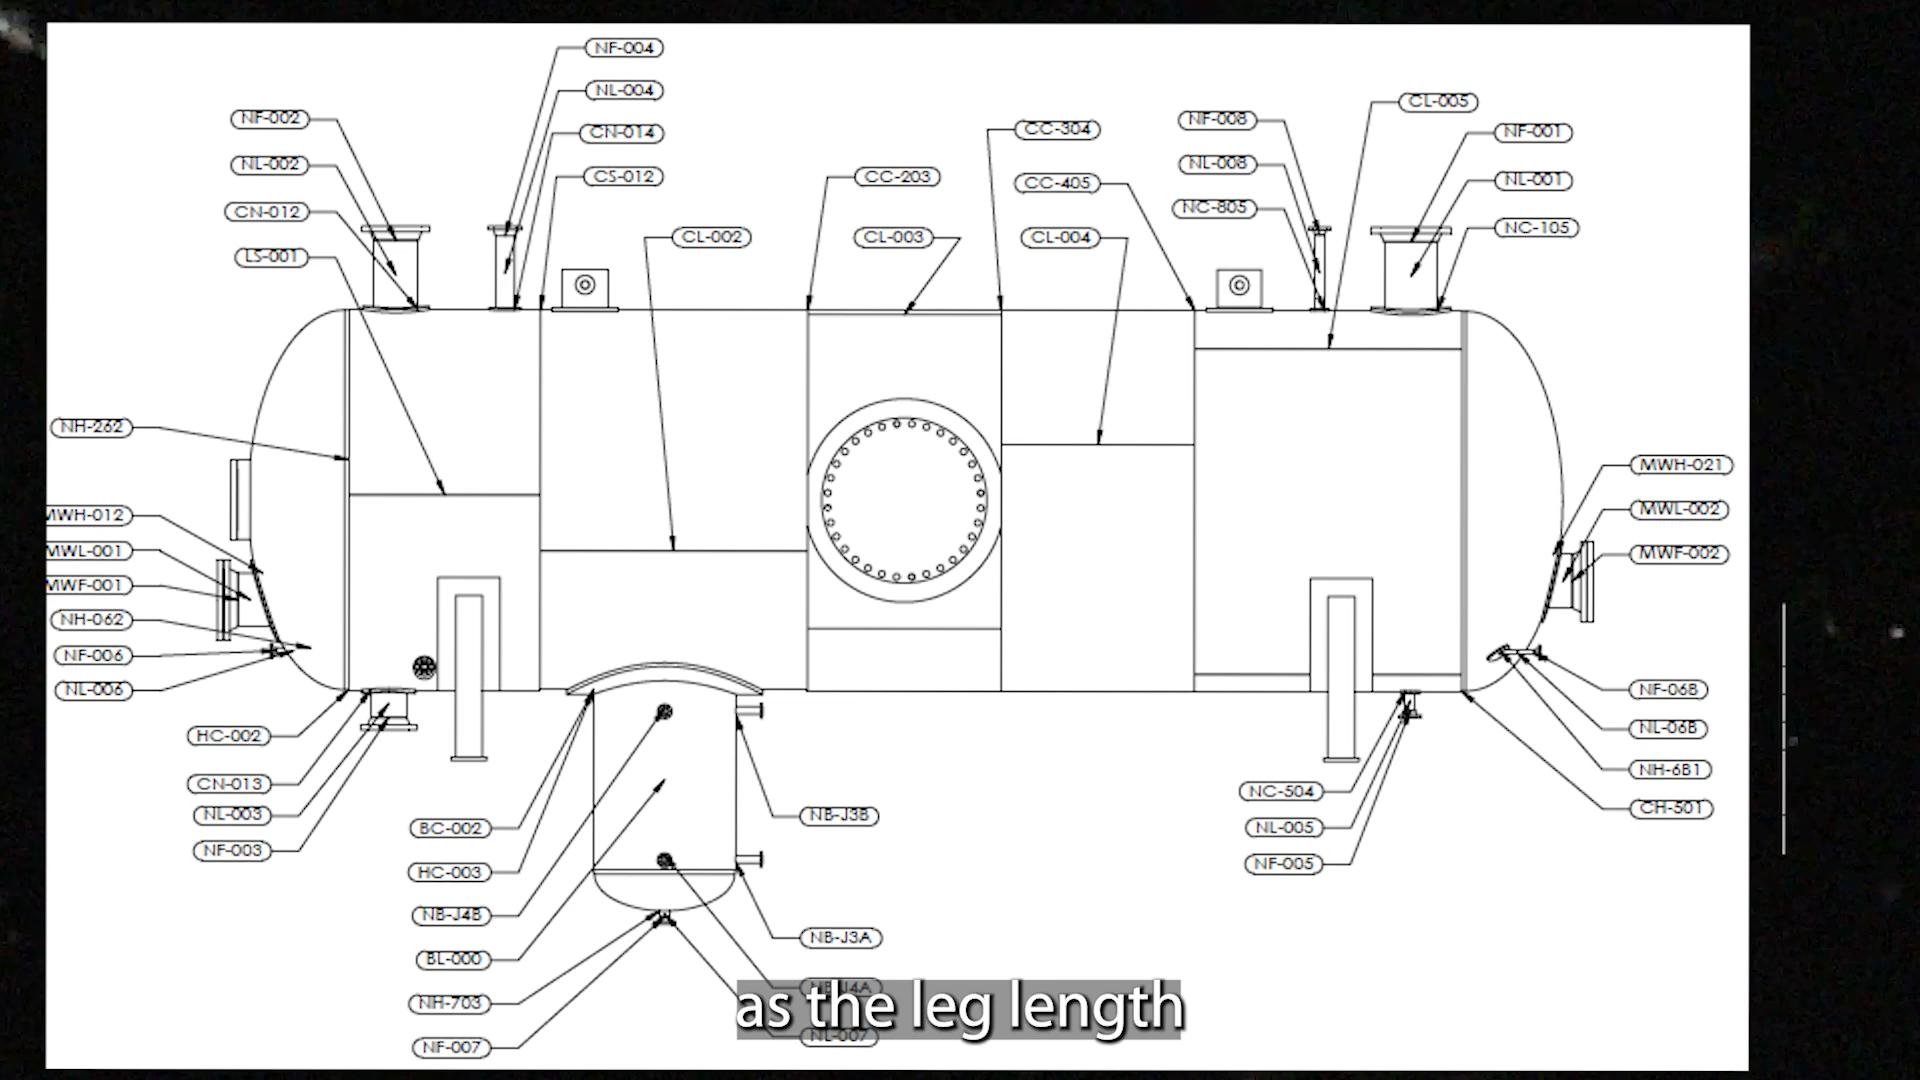 NF-004
NL-004
CN-014
CS-012
NF-002
NL-002
CN-012
LS-001
CL-002
CC-203
CL-003
CC-304
CC-405
CL-004
NF-008
NL-008
NC-805
CL-005
NF-001
NL-001
NC-105
NH-262
MWH-012
MWL-001
MWF-001
NH-062
NF-006
NL-006
HC-002
CN-013
NL-003
NF-003
BC-002
HC-003
NB-J4B
BL-000
NH-703
NF-007
NB-J3B
NB-J3A
NB-J4A
NL-007
MWH-021
MWL-002
MWF-002
NF-06B
NL-06B
NH-6B1
CH-501
NC-504
NL-005
NF-005
as the leg length